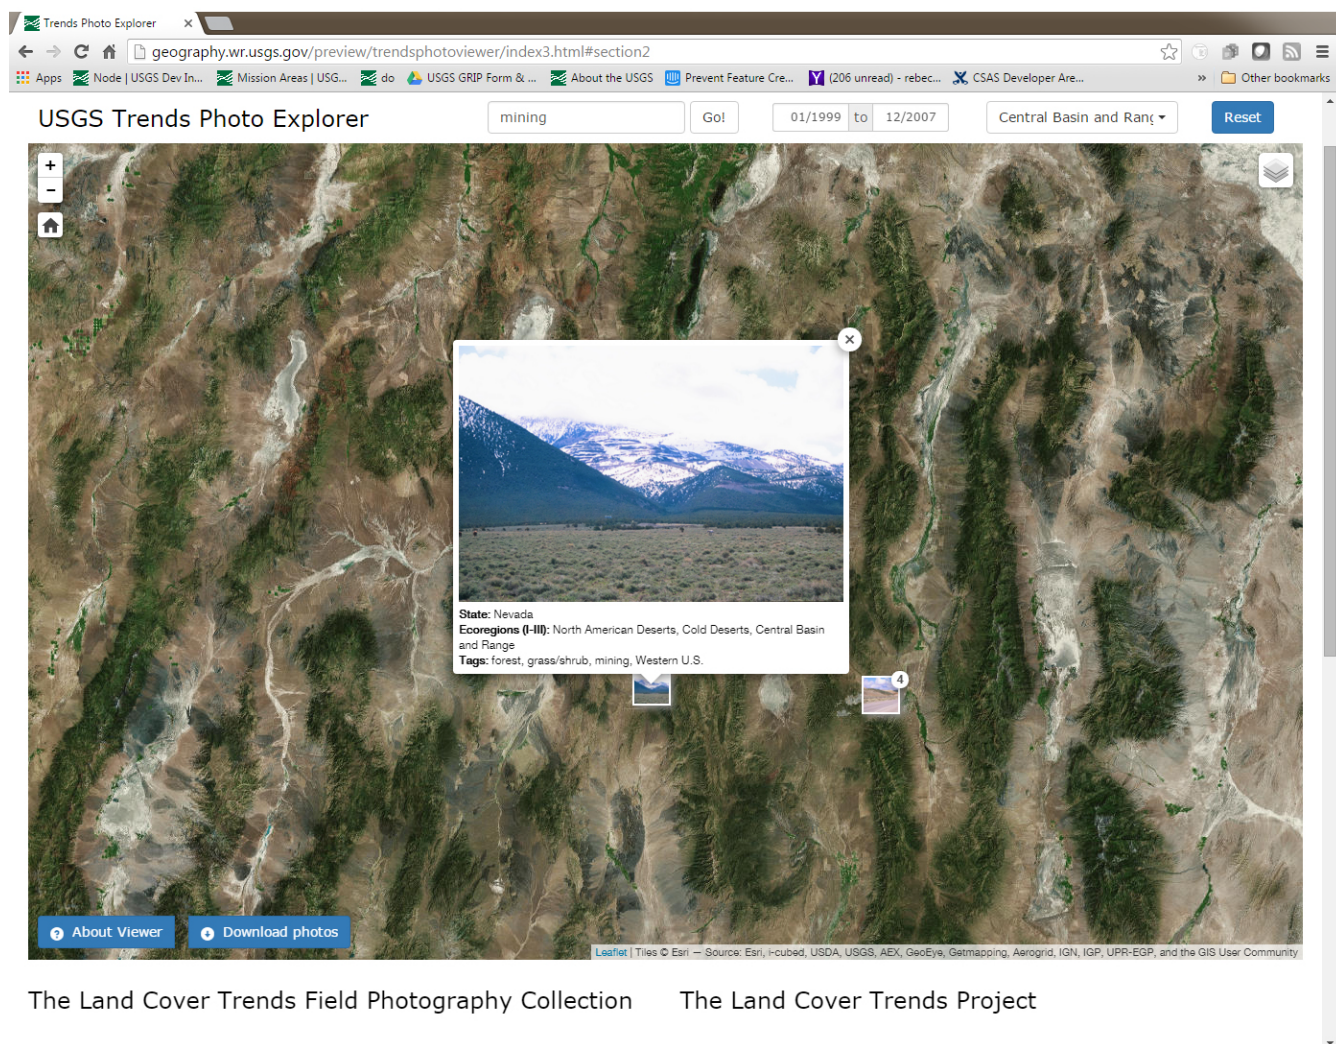 Trends Photo Explorer
geography.wr.usgs.gov/preview/trendsphotoviewer/index3.html#section2
Apps Node | USGS Dev In... Mission Areas | USG... do USGS GRIP Form & ... About the USGS Prevent Feature Cre... (206 unread) - rebec... CSAS Developer Are... » Other bookmarks
USGS Trends Photo Explorer mining Go! 01/1999 to 12/2007 Central Basin and Rang Reset
+
−
State: Nevada
Ecoregions (I-III): North American Deserts, Cold Deserts, Central Basin
and Range
Tags: forest, grass/shrub, mining, Western U.S.
4
About Viewer Download photos
Leaflet | Tiles © Esri — Source: Esri, i-cubed, USDA, USGS, AEX, GeoEye, Getmapping, Aerogrid, IGN, IGP, UPR-EGP, and the GIS User Community
The Land Cover Trends Field Photography Collection The Land Cover Trends Project